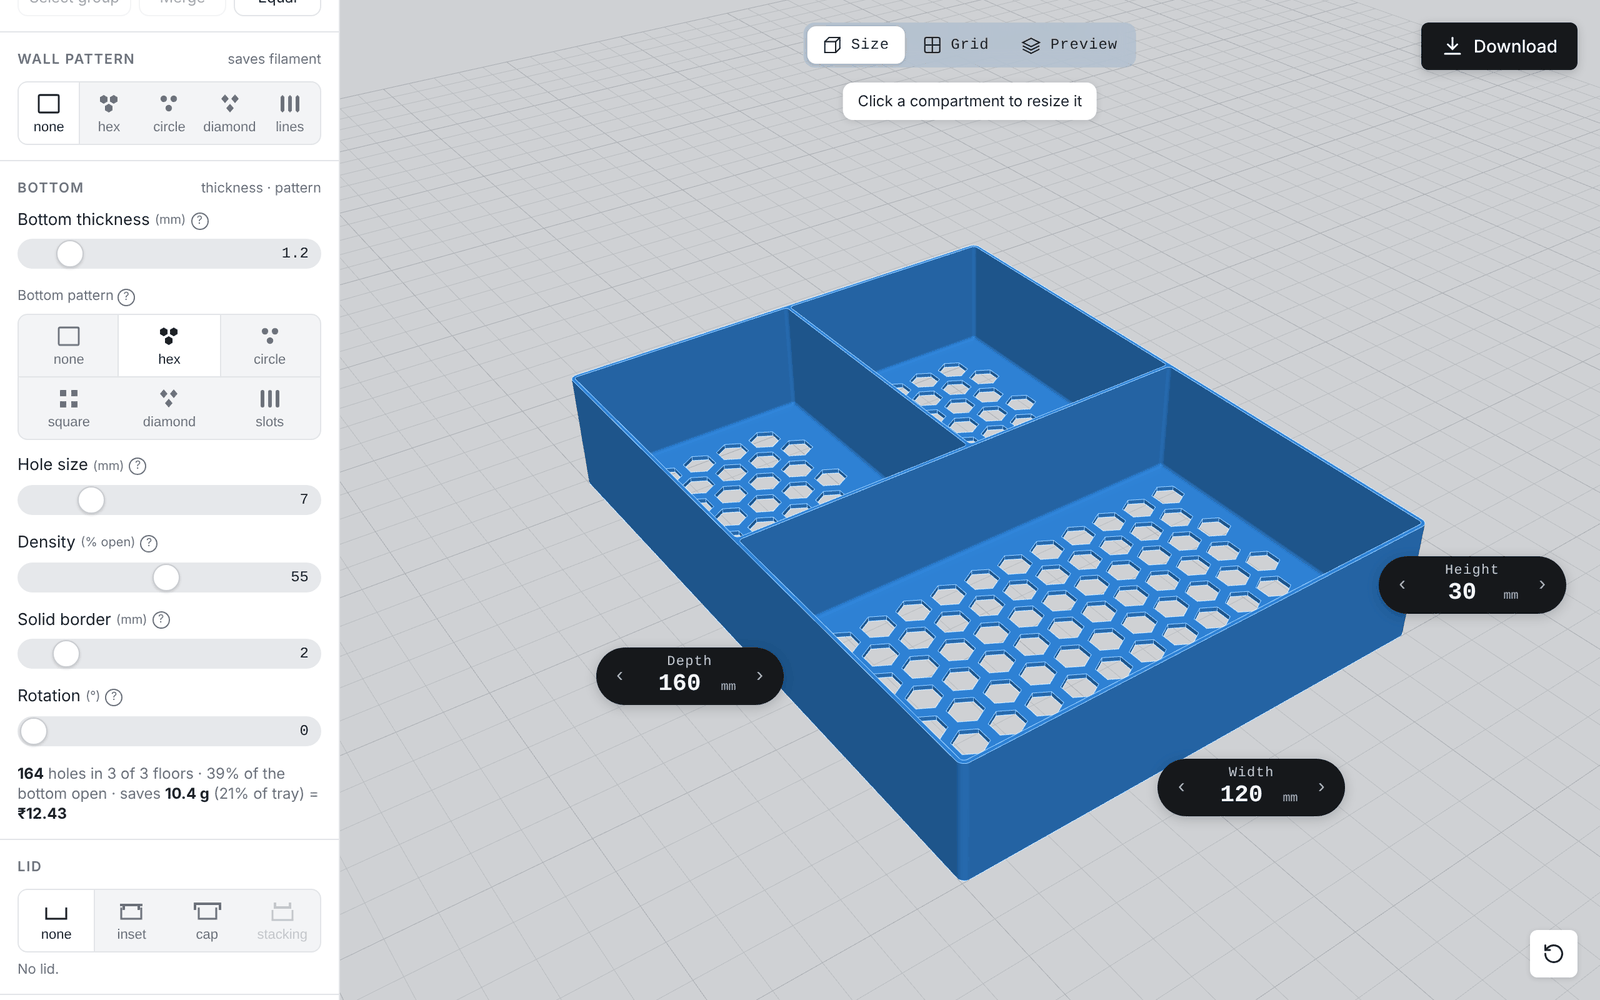 Select group
Merge
Equal
WALL PATTERN
saves filament
none
hex
circle
diamond
lines
BOTTOM
thickness · pattern
Bottom thickness (mm) ?
1.2
Bottom pattern ?
none
hex
circle
square
diamond
slots
Hole size (mm) ?
7
Density (% open) ?
55
Solid border (mm) ?
2
Rotation (°) ?
0
164 holes in 3 of 3 floors · 39% of the
bottom open · saves 10.4 g (21% of tray) =
₹12.43
LID
none
inset
cap
stacking
No lid.
Size
Grid
Preview
Click a compartment to resize it
Download
Height
30 mm
Depth
160 mm
Width
120 mm